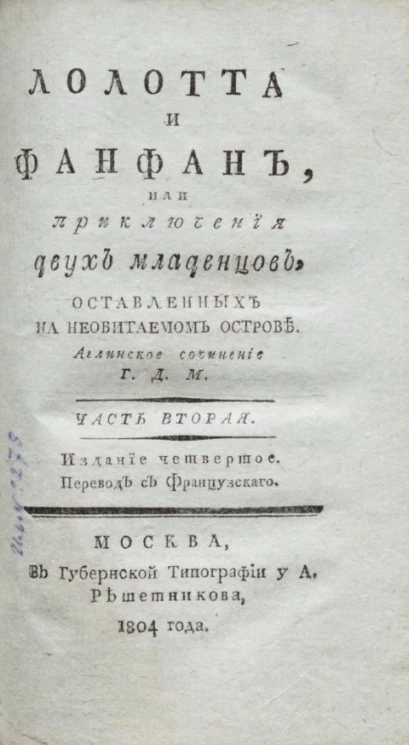 ЛОЛОТТА
И
ФАНФАНЪ,
ИЛИ
приключенія
двухъ младенцовъ,
ОСТАВЛЕННЫХЪ
НА НЕОБИТАЕМОМЪ ОСТРОВѢ.
Аглинское сочиненіе
Г. Д. М.
ЧАСТЬ ВТОРАЯ.
Изданіе четвертое.
Переводъ съ Французскаго.
МОСКВА,
Въ Губернской Типографіи у А.
Рѣшетникова,
1804 года.